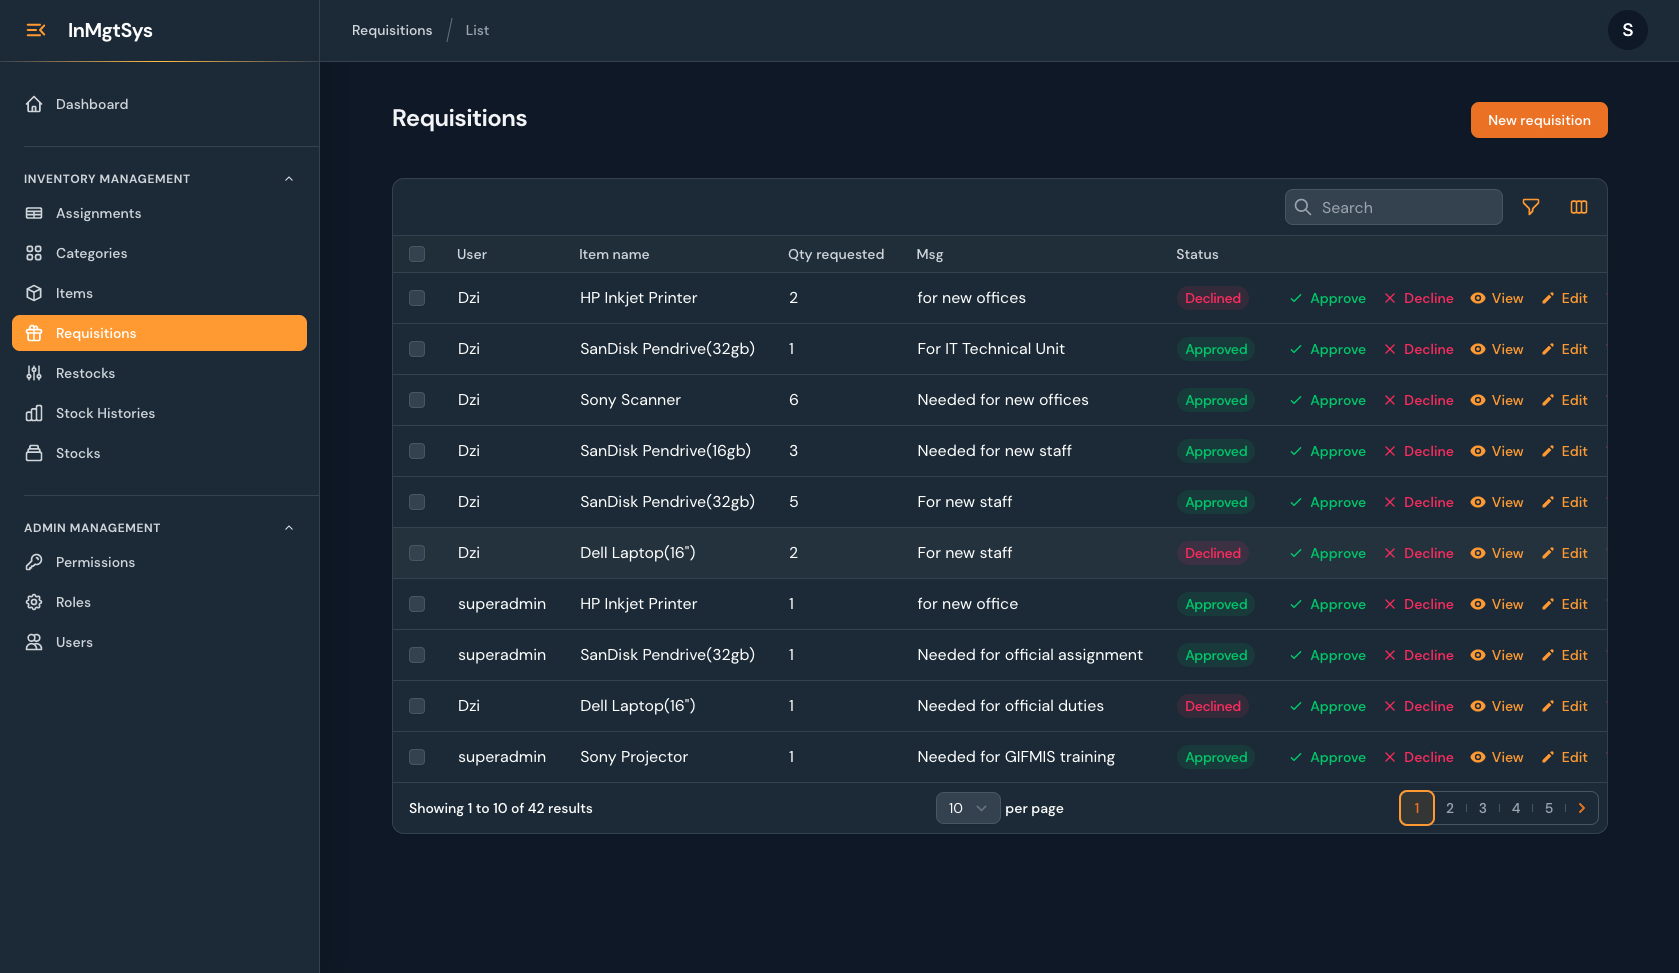 InMgtSys
Requisitions / List
S
Dashboard
INVENTORY MANAGEMENT
Assignments
Categories
Items
Requisitions
Restocks
Stock Histories
Stocks
ADMIN MANAGEMENT
Permissions
Roles
Users
Requisitions
New requisition
Search
User Item name Qty requested Msg Status
Dzi HP Inkjet Printer 2 for new offices Declined Approve Decline View Edit
Dzi SanDisk Pendrive(32gb) 1 For IT Technical Unit Approved Approve Decline View Edit
Dzi Sony Scanner 6 Needed for new offices Approved Approve Decline View Edit
Dzi SanDisk Pendrive(16gb) 3 Needed for new staff Approved Approve Decline View Edit
Dzi SanDisk Pendrive(32gb) 5 For new staff Approved Approve Decline View Edit
Dzi Dell Laptop(16") 2 For new staff Declined Approve Decline View Edit
superadmin HP Inkjet Printer 1 for new office Approved Approve Decline View Edit
superadmin SanDisk Pendrive(32gb) 1 Needed for official assignment Approved Approve Decline View Edit
Dzi Dell Laptop(16") 1 Needed for official duties Declined Approve Decline View Edit
superadmin Sony Projector 1 Needed for GIFMIS training Approved Approve Decline View Edit
Showing 1 to 10 of 42 results 10 per page 1 2 3 4 5